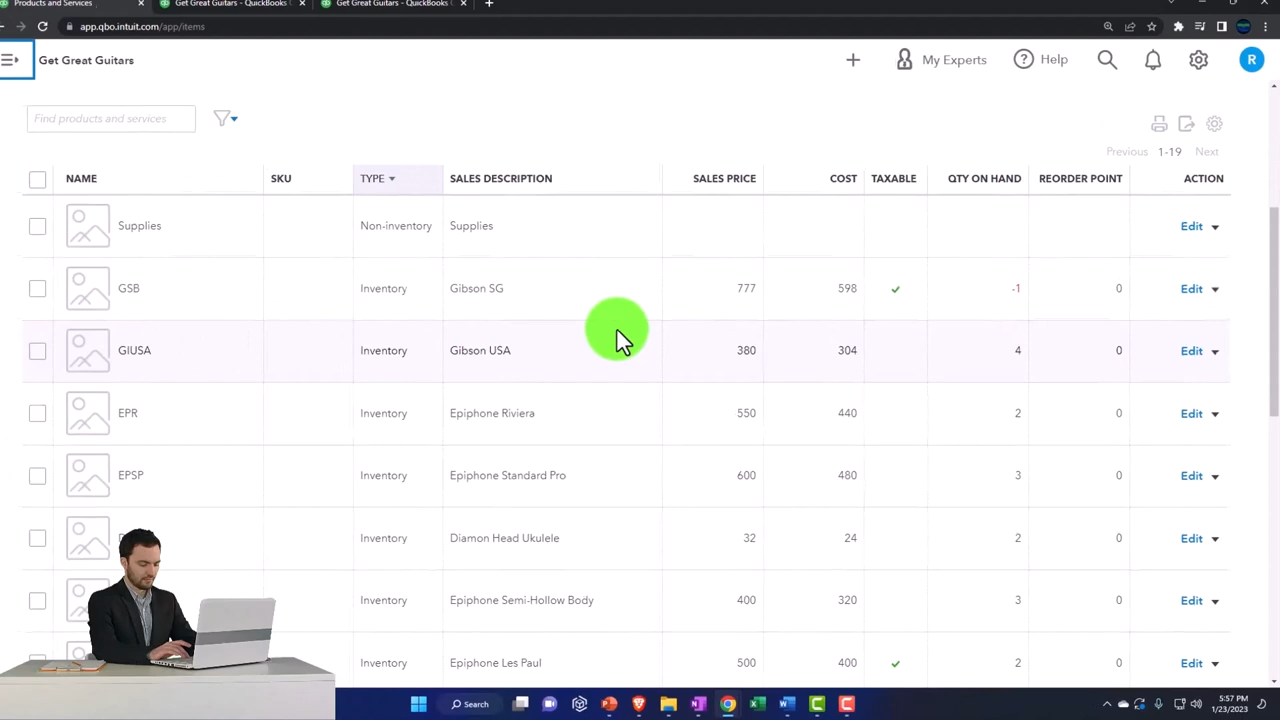 Products and Services
Get Great Guitars - QuickBooks
Get Great Guitars - QuickBooks
app.qbo.intuit.com/app/items
Get Great Guitars
My Experts
Help
R
Find products and services
Previous 1-19 Next
NAME SKU TYPE SALES DESCRIPTION SALES PRICE COST TAXABLE QTY ON HAND REORDER POINT ACTION
Supplies Non-inventory Supplies Edit
GSB Inventory Gibson SG 777 598 -1 0 Edit
GIUSA Inventory Gibson USA 380 304 4 0 Edit
EPR Inventory Epiphone Riviera 550 440 2 0 Edit
EPSP Inventory Epiphone Standard Pro 600 480 3 0 Edit
Inventory Diamon Head Ukulele 32 24 2 0 Edit
Inventory Epiphone Semi-Hollow Body 400 320 3 0 Edit
Inventory Epiphone Les Paul 500 400 2 0 Edit
Search
5:57 PM
1/23/2023